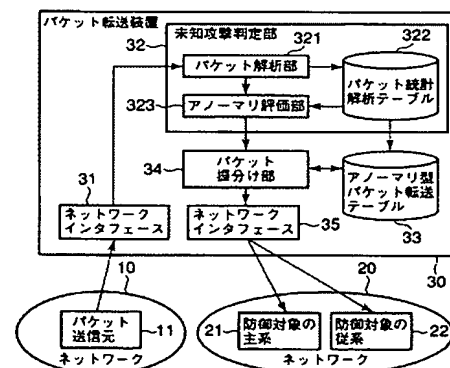 パケット転送装置
未知攻撃判定部
32
321
322
パケット解析部
パケット統計
解析テーブル
323
アノーマリ評価部
34
パケット
振分け部
アノーマリ型
パケット転送
テーブル
31
ネットワーク
インタフェース
ネットワーク
インタフェース
35
33
30
10
20
パケット
送信元
11
21
防御対象の
主系
防御対象の
従系
22
ネットワーク
ネットワーク